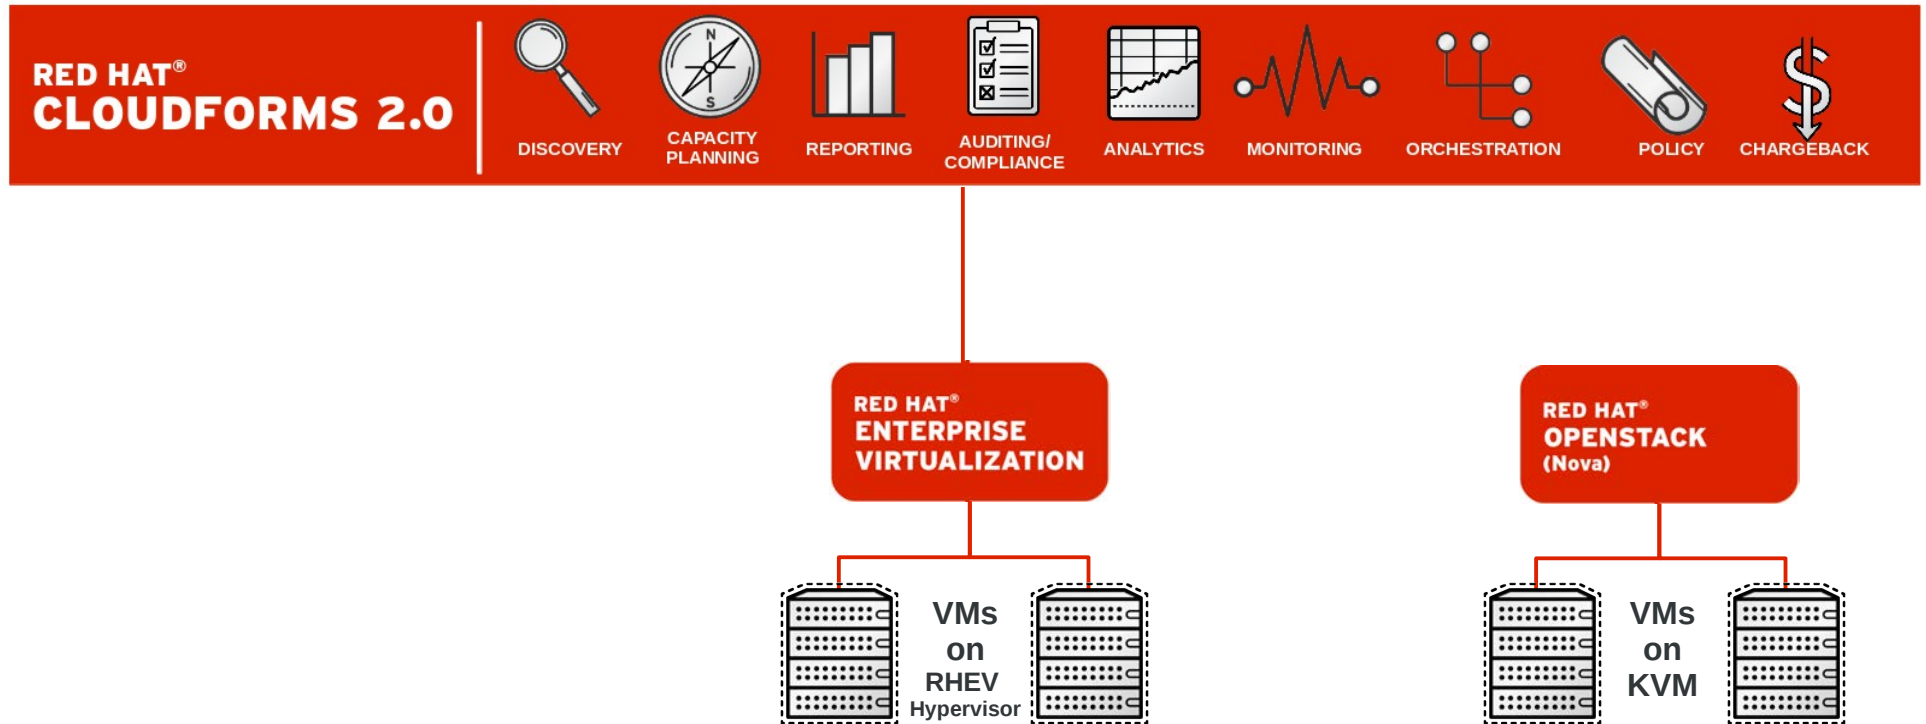 RED HAT®
CLOUDFORMS 2.0
N
S
DISCOVERY
CAPACITY
PLANNING
REPORTING
AUDITING/
COMPLIANCE
ANALYTICS
MONITORING
ORCHESTRATION
POLICY
CHARGEBACK
RED HAT®
ENTERPRISE
VIRTUALIZATION
RED HAT®
OPENSTACK
(Nova)
VMs
on
RHEV
Hypervisor
VMs
on
KVM